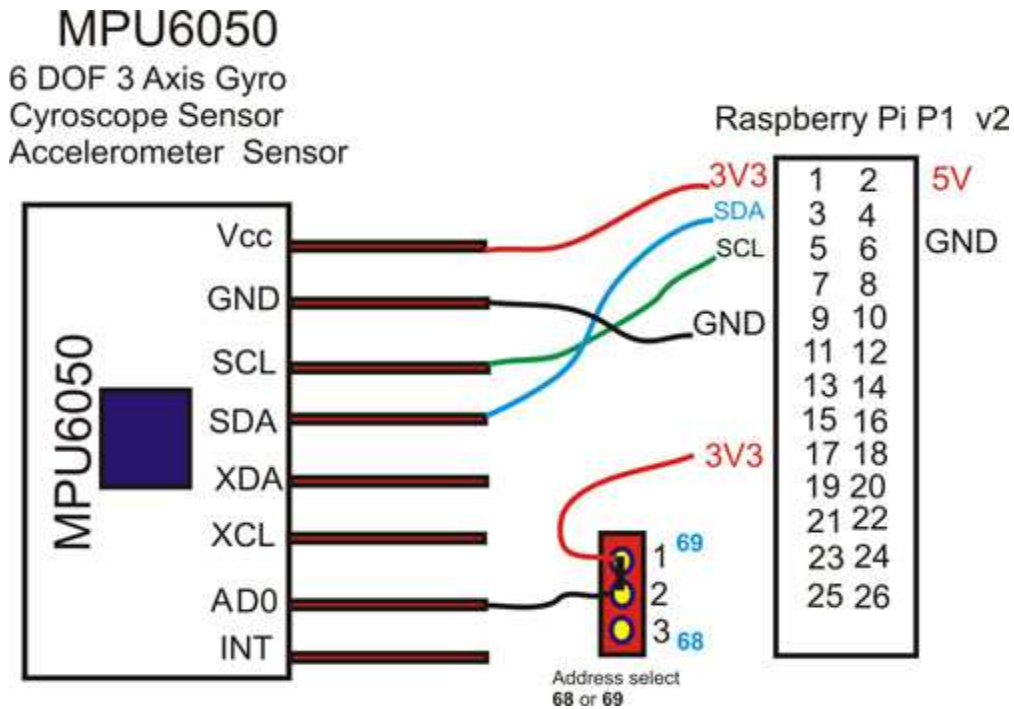 MPU6050
6 DOF 3 Axis Gyro
Cyroscope Sensor
Accelerometer Sensor
MPU6050
Vcc
GND
SCL
SDA
XDA
XCL
AD0
INT
Raspberry Pi P1 v2
3V3
SDA
SCL
GND
3V3
1 2
3 4
5 6
7 8
9 10
11 12
13 14
15 16
17 18
19 20
21 22
23 24
25 26
5V
GND
1 69
2
3 68
Address select
68 or 69